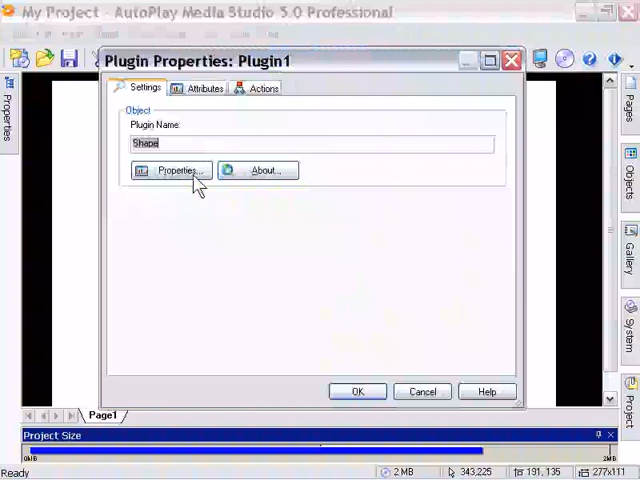 My Project - AutoPlay Media Studio 5.0 Professional
Plugin Properties: Plugin1
Settings
Attributes
Actions
Object
Plugin Name:
Shape
Properties...
About...
OK
Cancel
Help
Properties
Pages
Objects
Gallery
System
Project
Page1
Project Size
0MB
2MB
Ready
2 MB
343,225
191, 135
277x111